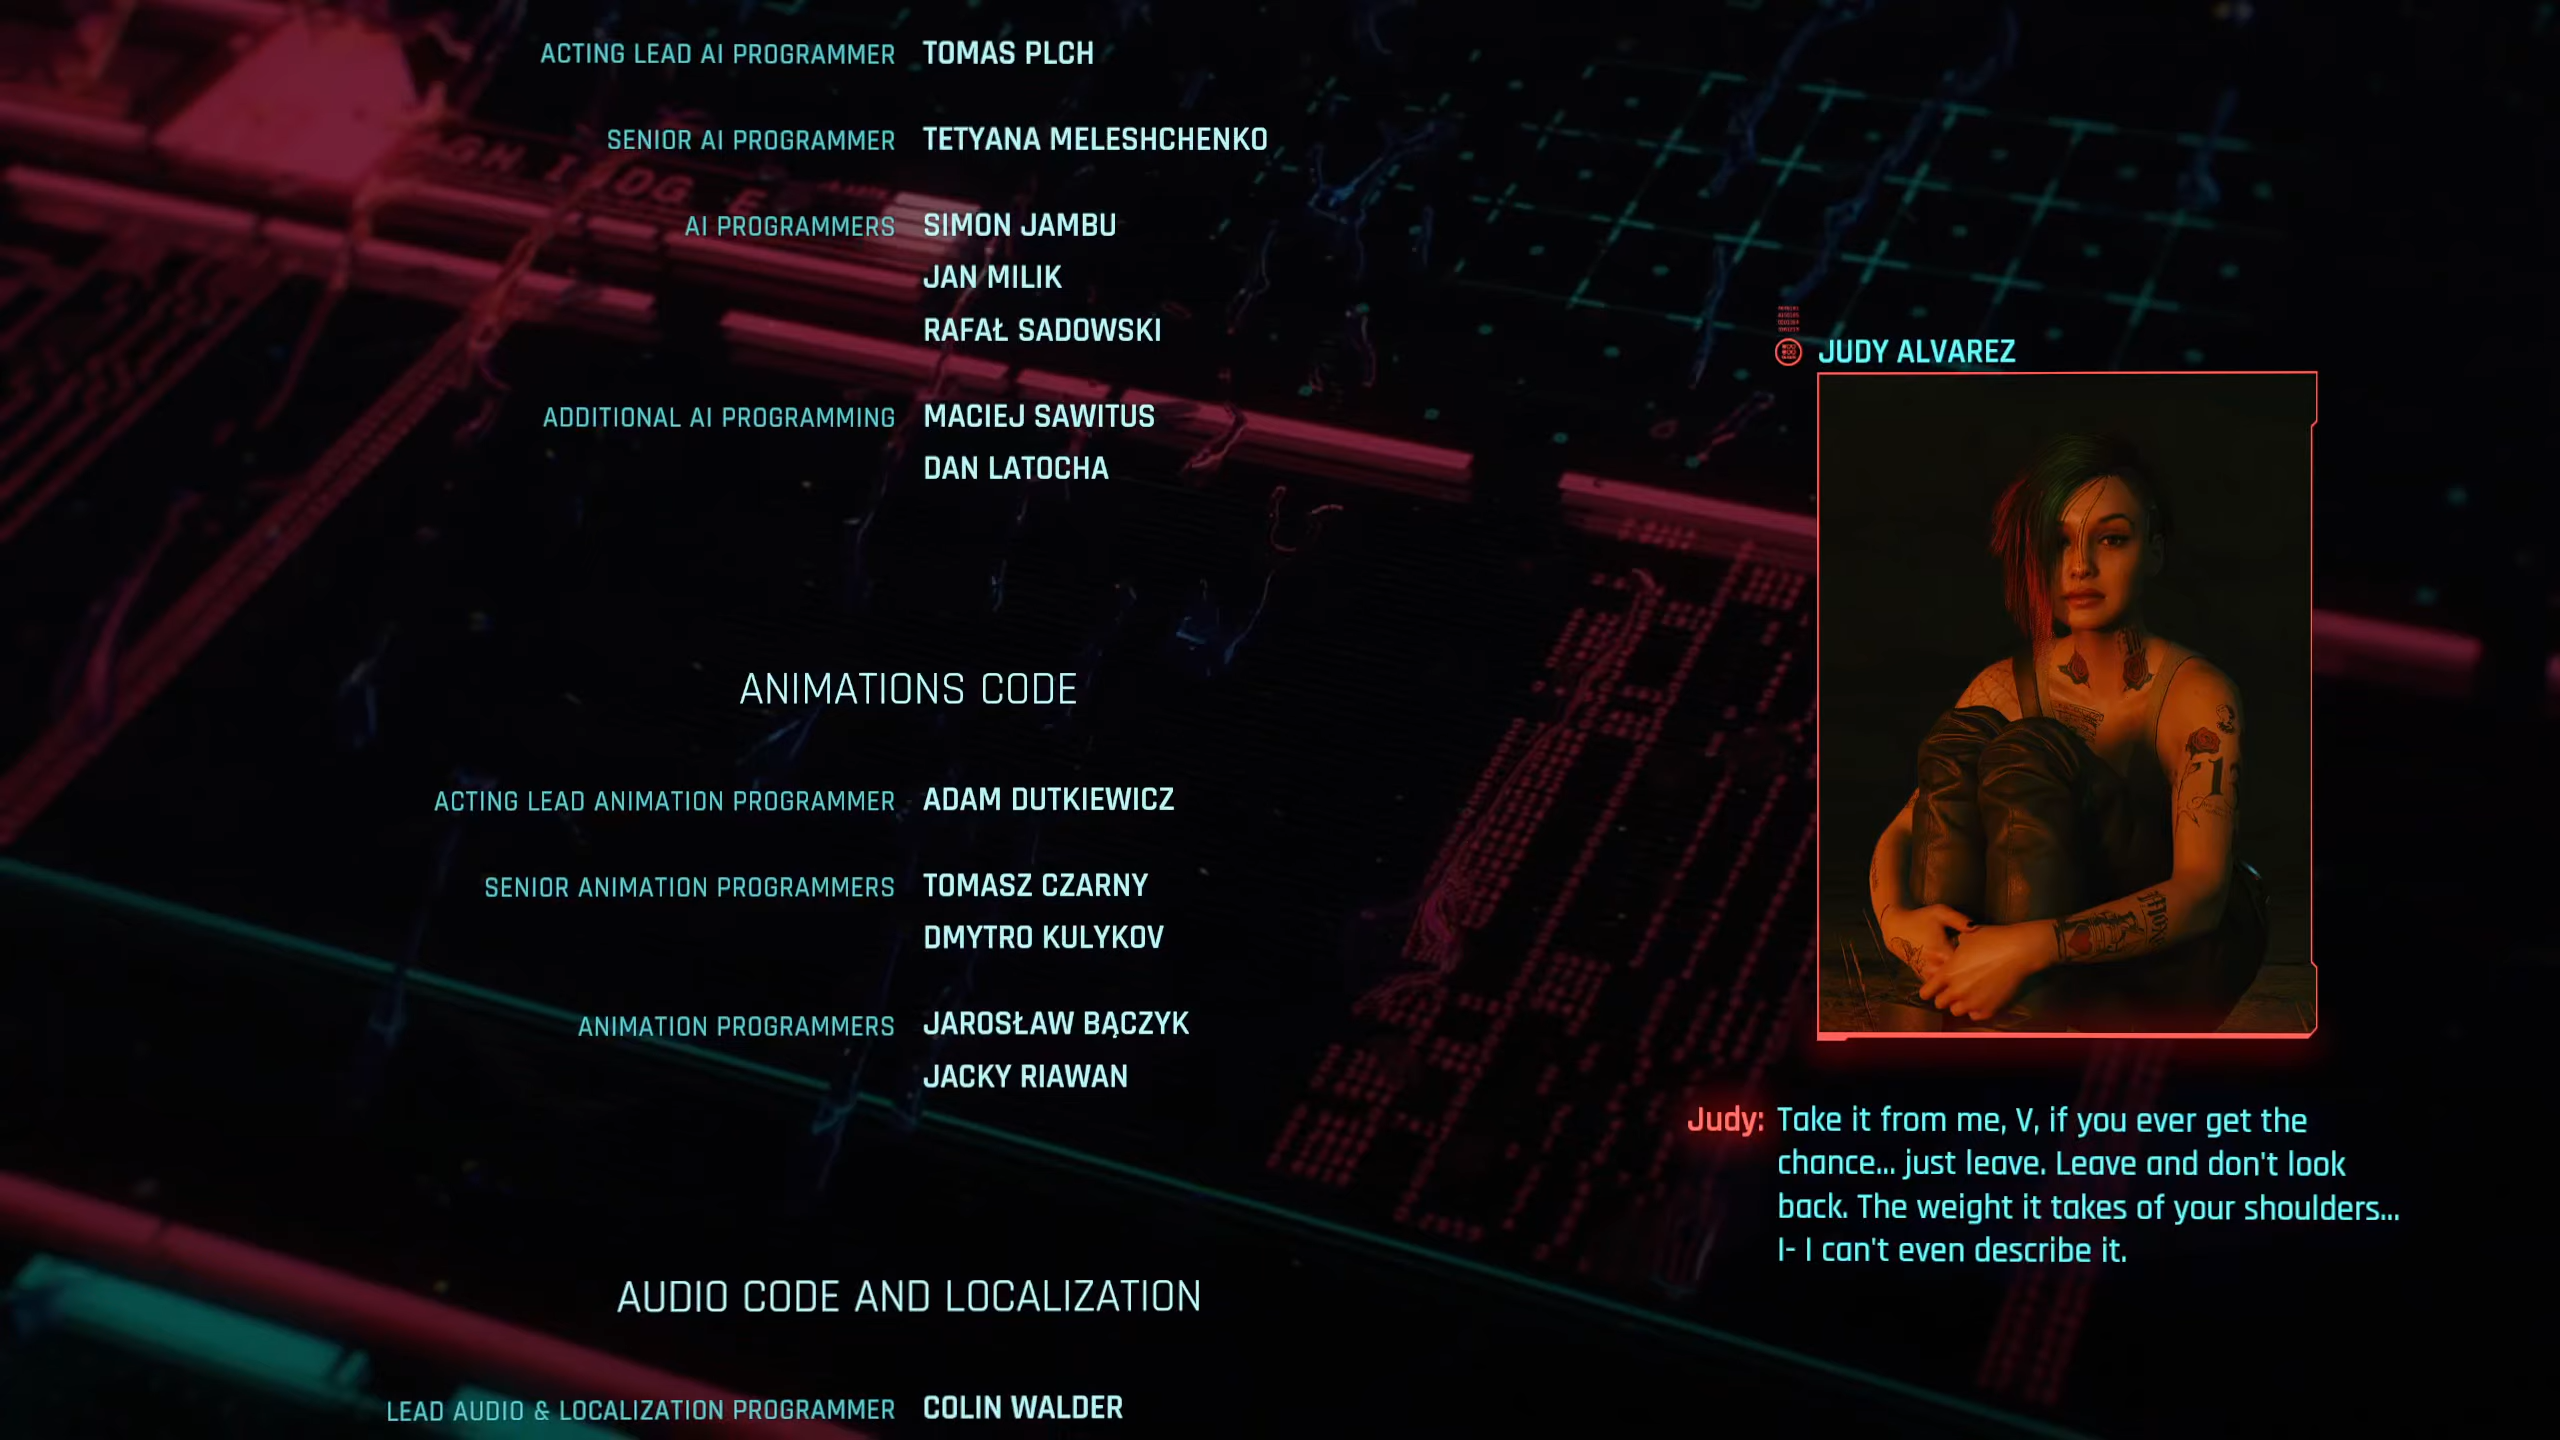 ACTING LEAD AI PROGRAMMER TOMAS PLCH
SENIOR AI PROGRAMMER TETYANA MELESHCHENKO
AI PROGRAMMERS SIMON JAMBU
JAN MILIK
RAFAŁ SADOWSKI
ADDITIONAL AI PROGRAMMING MACIEJ SAWITUS
DAN LATOCHA
ANIMATIONS CODE
ACTING LEAD ANIMATION PROGRAMMER ADAM DUTKIEWICZ
SENIOR ANIMATION PROGRAMMERS TOMASZ CZARNY
DMYTRO KULYKOV
ANIMATION PROGRAMMERS JAROSŁAW BĄCZYK
JACKY RIAWAN
AUDIO CODE AND LOCALIZATION
LEAD AUDIO & LOCALIZATION PROGRAMMER COLIN WALDER
JUDY ALVAREZ
13
Judy: Take it from me, V, if you ever get the
chance... just leave. Leave and don't look
back. The weight it takes of your shoulders...
I- I can't even describe it.